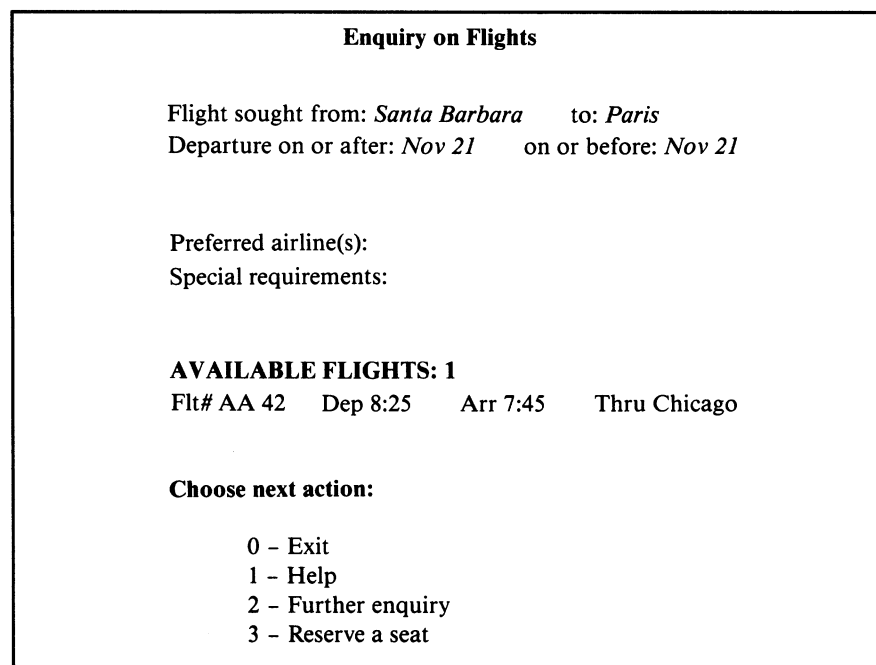 Enquiry on Flights
Flight sought from: Santa Barbara to: Paris
Departure on or after: Nov 21 on or before: Nov 21
Preferred airline(s):
Special requirements:
AVAILABLE FLIGHTS: 1
Flt# AA 42 Dep 8:25 Arr 7:45 Thru Chicago
Choose next action:
0 – Exit
1 – Help
2 – Further enquiry
3 – Reserve a seat